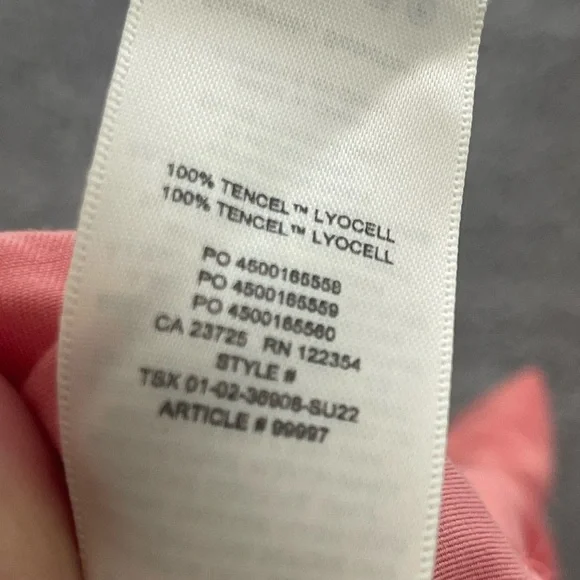 100% TENCEL™ LYOCELL
100% TENCEL™ LYOCELL
PO 4500165558
PO 4500165559
PO 4500165560
CA 23725 RN 122354
STYLE #
TSX 01-02-36908-SU22
ARTICLE # 99997